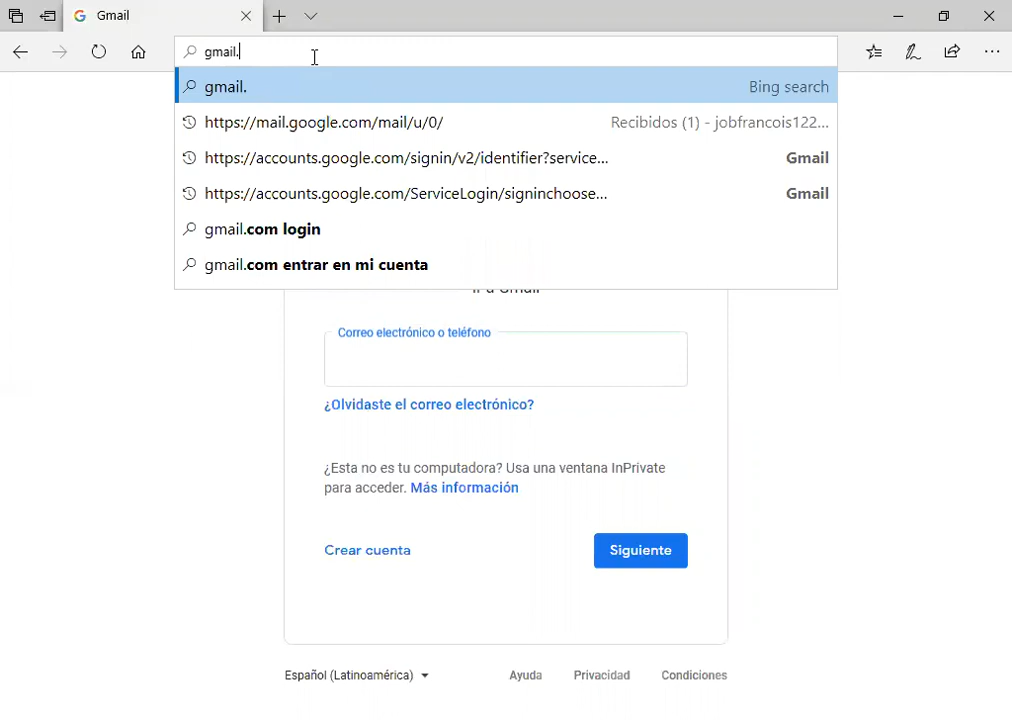 Gmail
gmail.
gmail. Bing search
https://mail.google.com/mail/u/0/ Recibidos (1) - jobfrancois122...
https://accounts.google.com/signin/v2/identifier?service... Gmail
https://accounts.google.com/ServiceLogin/signinchoose... Gmail
gmail.com login
gmail.com entrar en mi cuenta
Ir a Gmail
Correo electrónico o teléfono
¿Olvidaste el correo electrónico?
¿Esta no es tu computadora? Usa una ventana InPrivate
para acceder. Más información
Crear cuenta Siguiente
Español (Latinoamérica) Ayuda Privacidad Condiciones